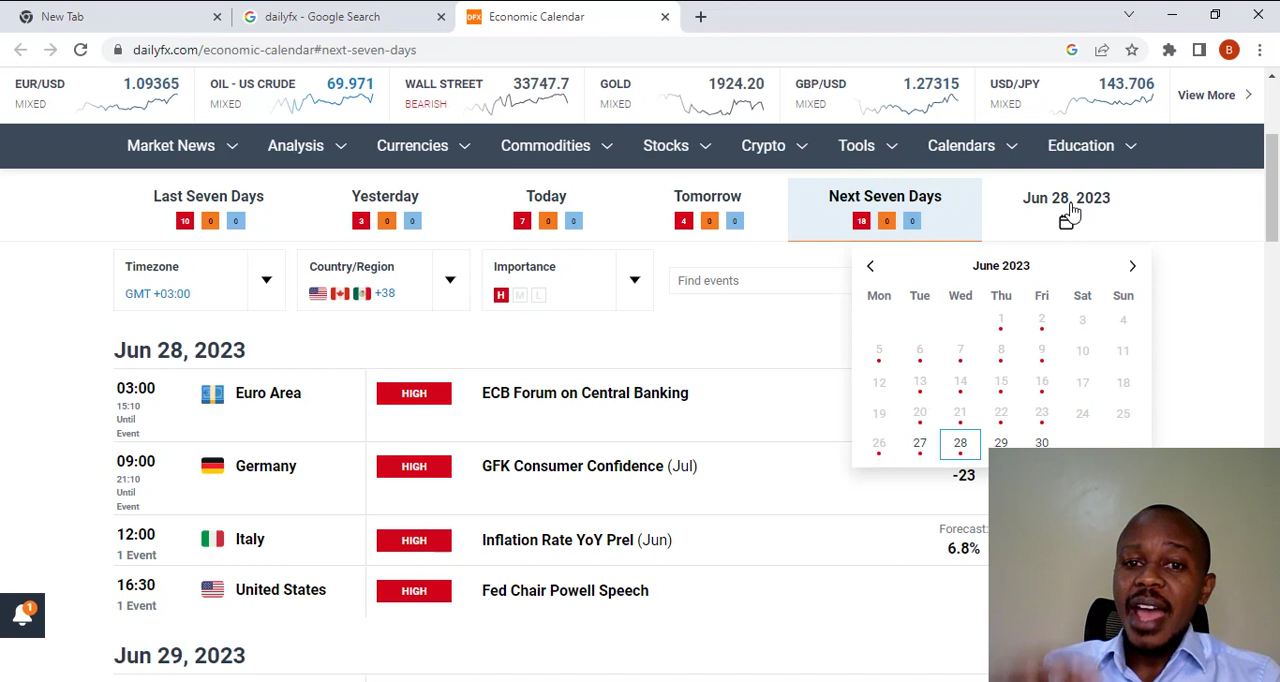 New Tab
dailyfx - Google Search
DFX Economic Calendar
dailyfx.com/economic-calendar#next-seven-days
B
EUR/USD 1.09365
MIXED
OIL - US CRUDE 69.971
MIXED
WALL STREET 33747.7
BEARISH
GOLD 1924.20
MIXED
GBP/USD 1.27315
MIXED
USD/JPY 143.706
MIXED
View More
Market News Analysis Currencies Commodities Stocks Crypto Tools Calendars Education
Last Seven Days
10 0 0
Yesterday
3 0 0
Today
7 0 0
Tomorrow
4 0 0
Next Seven Days
18 0 0
Jun 28, 2023
Timezone
GMT +03:00
Country/Region
+38
Importance
H M L
Find events
June 2023
Mon Tue Wed Thu Fri Sat Sun
1 2 3 4
5 6 7 8 9 10 11
12 13 14 15 16 17 18
19 20 21 22 23 24 25
26 27 28 29 30
Jun 28, 2023
03:00 Euro Area HIGH ECB Forum on Central Banking
15:10
Until
Event
09:00 Germany HIGH GFK Consumer Confidence (Jul)
-23
21:10
Until
Event
12:00 Italy HIGH Inflation Rate YoY Prel (Jun)
Forecast:
6.8%
1 Event
16:30 United States HIGH Fed Chair Powell Speech
1 Event
1
Jun 29, 2023